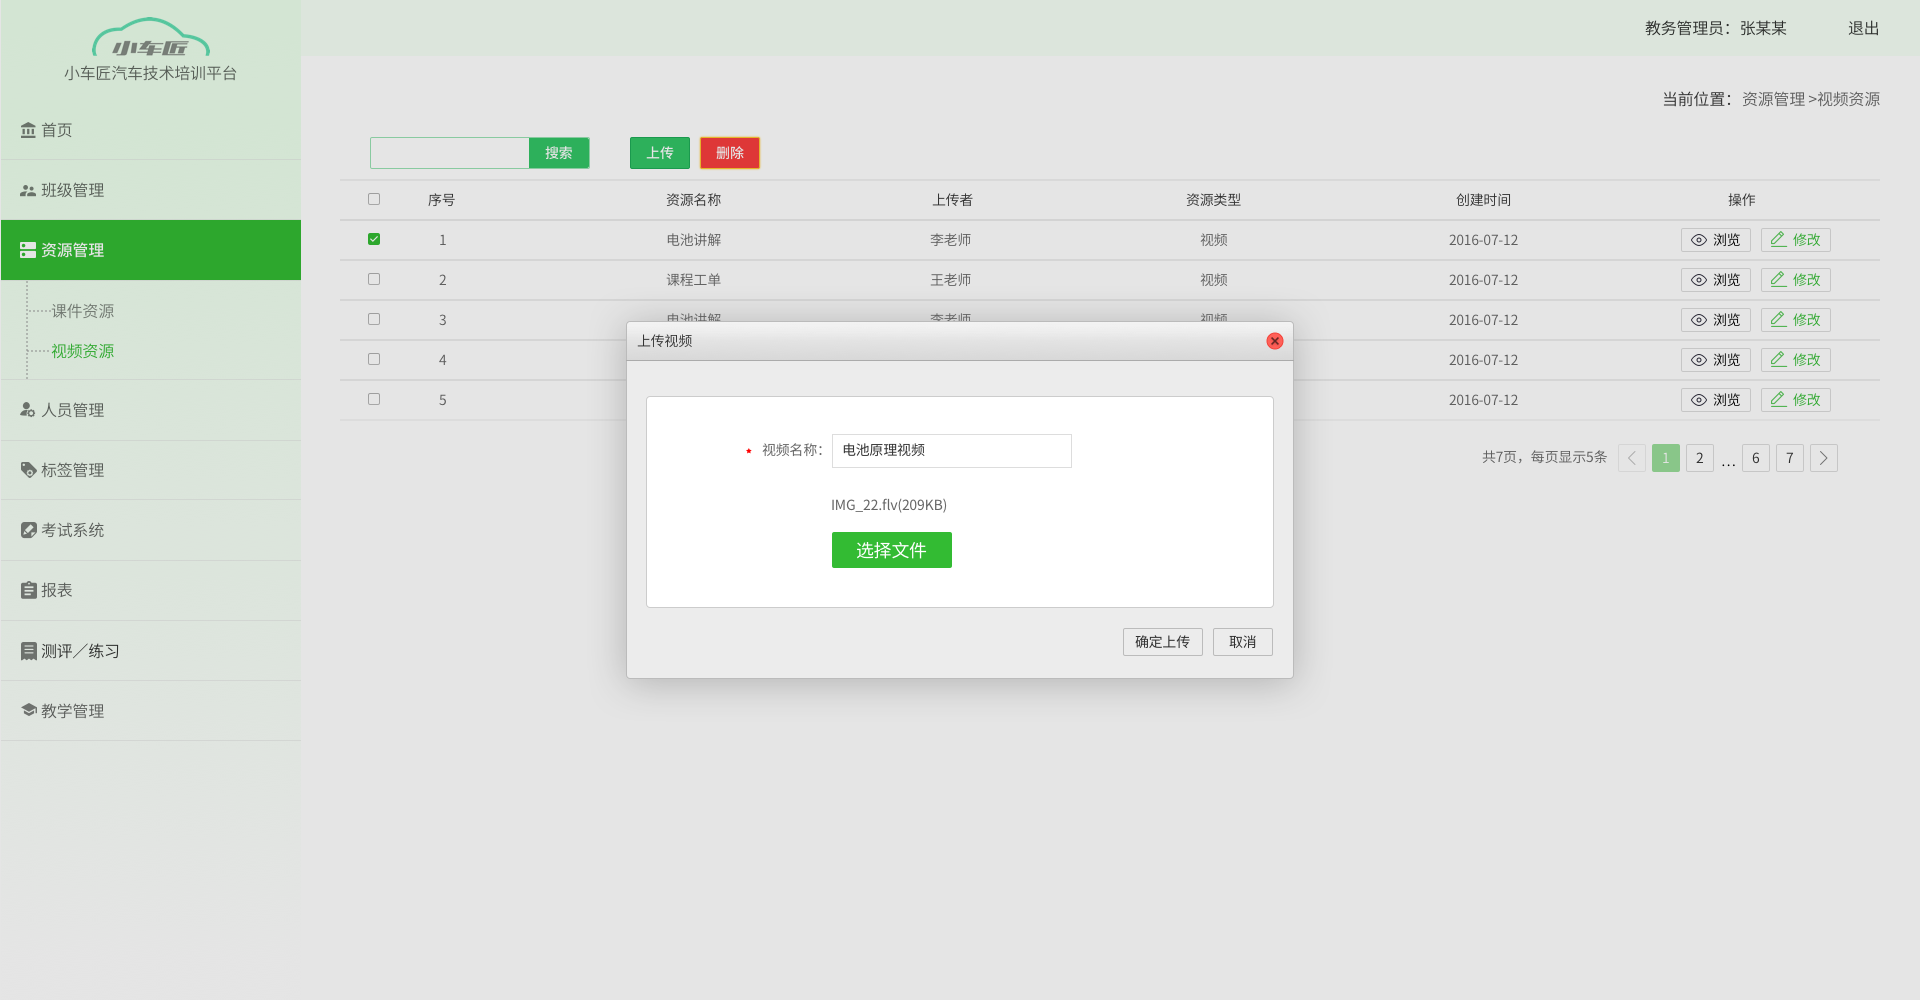 小车匠
小车匠汽车技术培训平台
教务管理员：张某某 退出
当前位置：资源管理 >视频资源
首页
班级管理
资源管理
课件资源
视频资源
人员管理
标签管理
考试系统
报表
测评／练习
教学管理
搜索 上传 删除
序号 资源名称 上传者 资源类型 创建时间 操作
1 电池讲解 李老师 视频 2016-07-12 浏览 修改
2 课程工单 王老师 视频 2016-07-12 浏览 修改
3 电池讲解 李老师 视频 2016-07-12 浏览 修改
4 2016-07-12 浏览 修改
5 2016-07-12 浏览 修改
共7页，每页显示5条 1 2 ... 6 7
上传视频
视频名称： 电池原理视频
IMG_22.flv(209KB)
选择文件
确定上传 取消